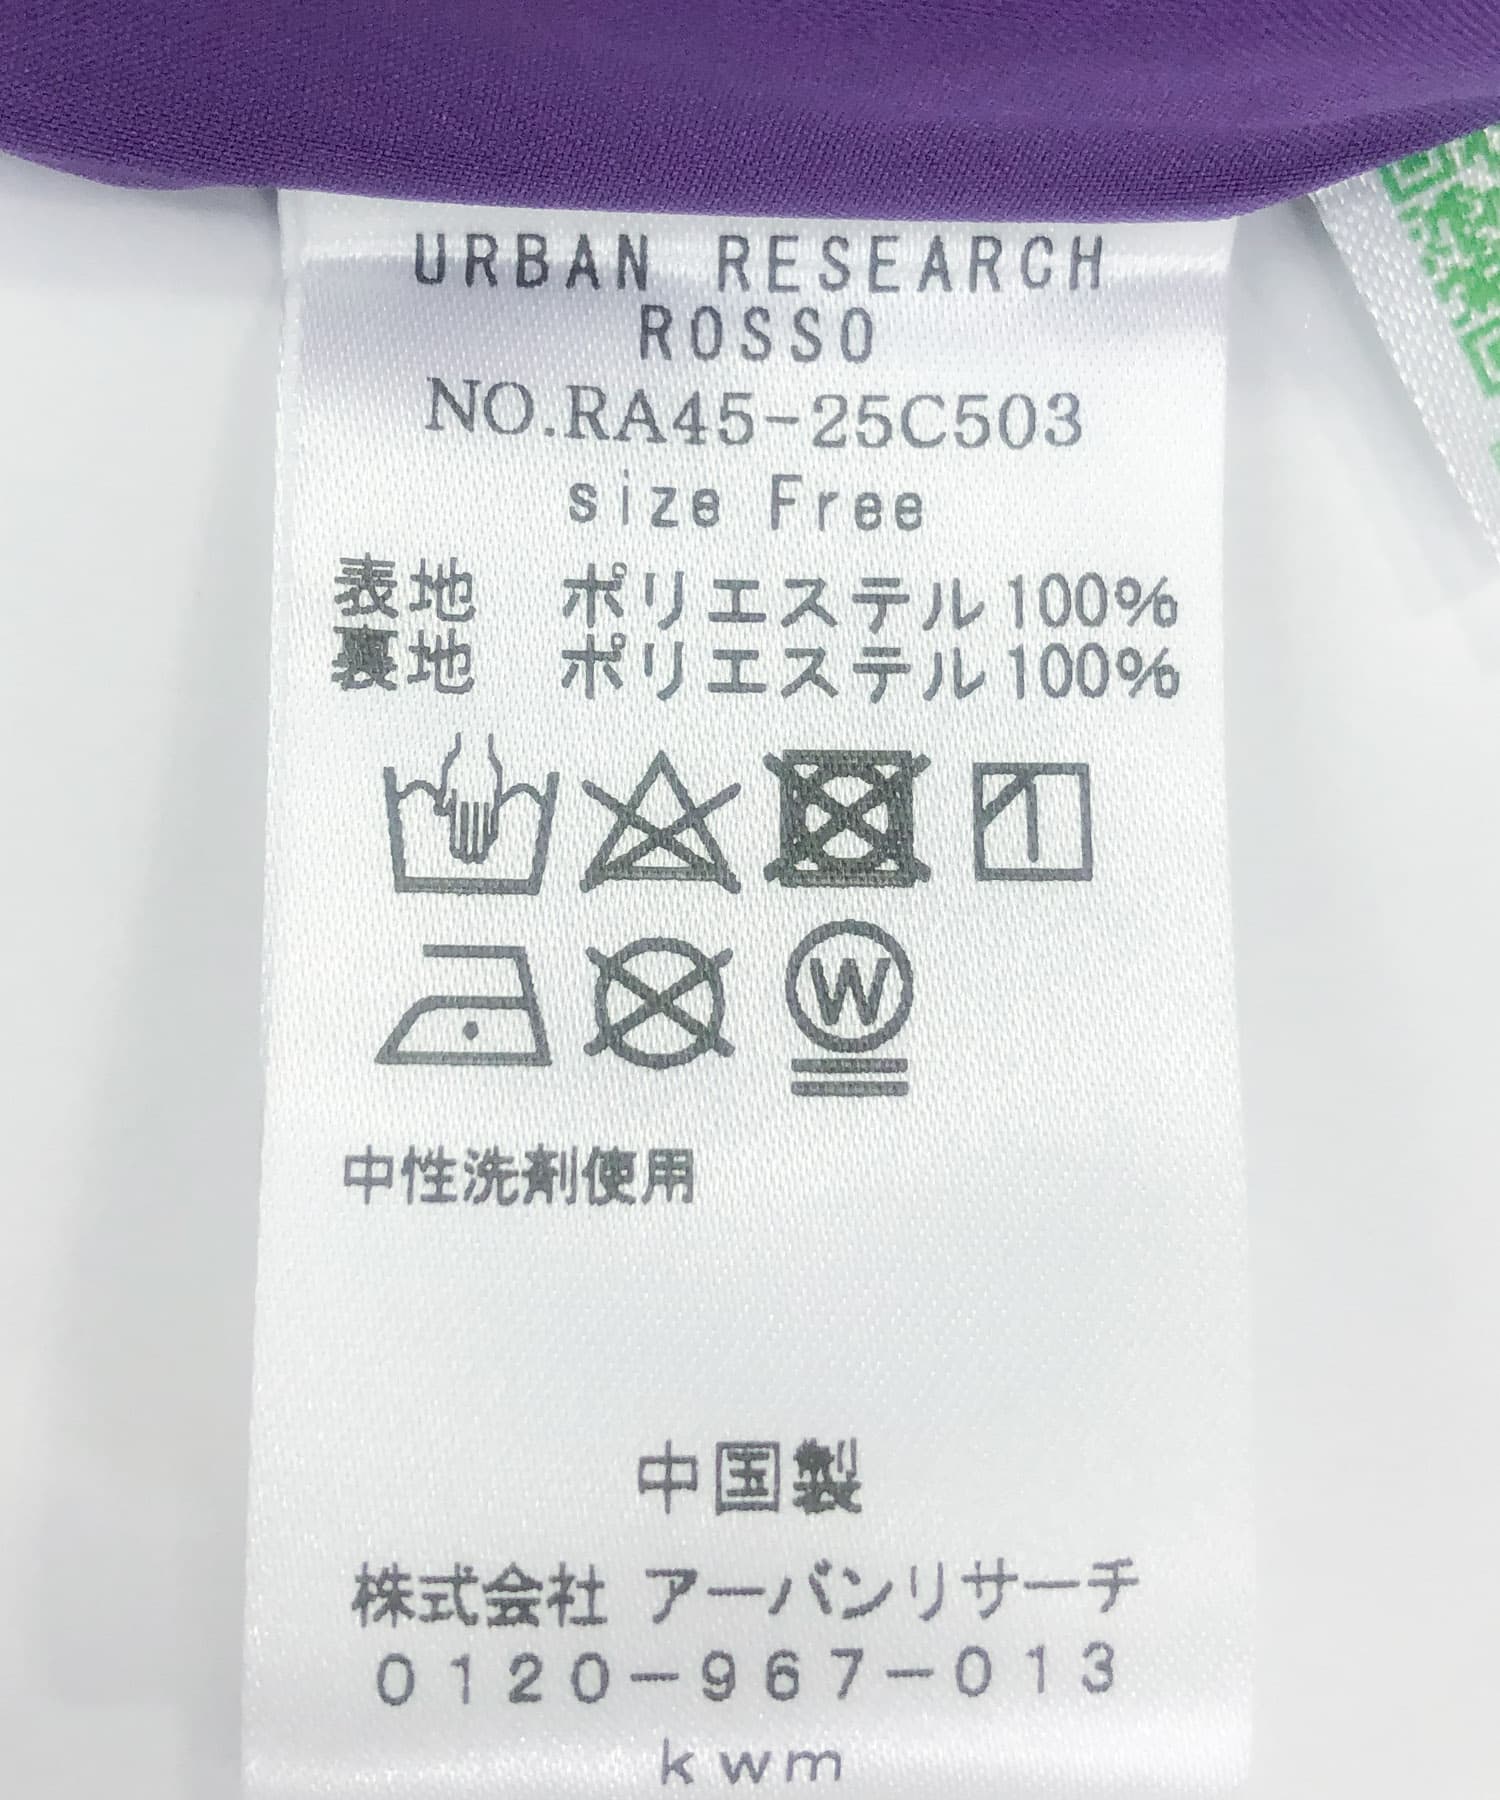 URBAN RESEARCH
ROSSO
NO.RA45-25C503
size Free
表地 ポリエステル100%
裏地 ポリエステル100%
W
中性洗剤使用
中国製
株式会社 アーバンリサーチ
0120-967-013
kwm